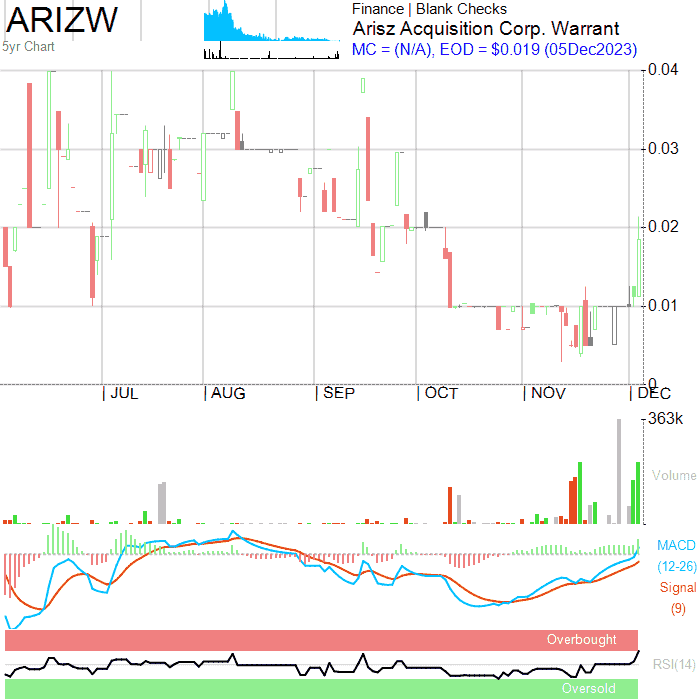 ARIZW
5yr Chart
Finance | Blank Checks
Arisz Acquisition Corp. Warrant
MC = (N/A), EOD = $0.019 (05Dec2023)
0.04
0.03
0.02
0.01
0
| JUL | AUG | SEP | OCT | NOV | DEC
363k
Volume
MACD
(12-26)
Signal
(9)
Overbought
RSI(14)
Oversold